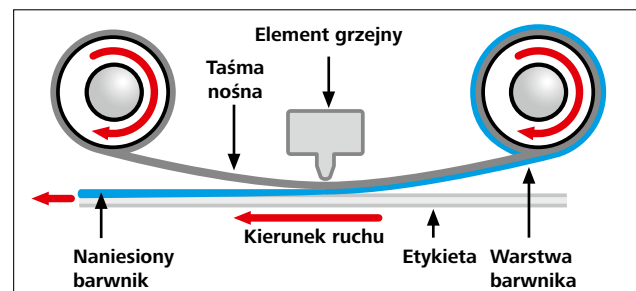 Element grzejny
Taśma
nośna
Kierunek ruchu
Naniesiony
barwnik
Etykieta
Warstwa
barwnika